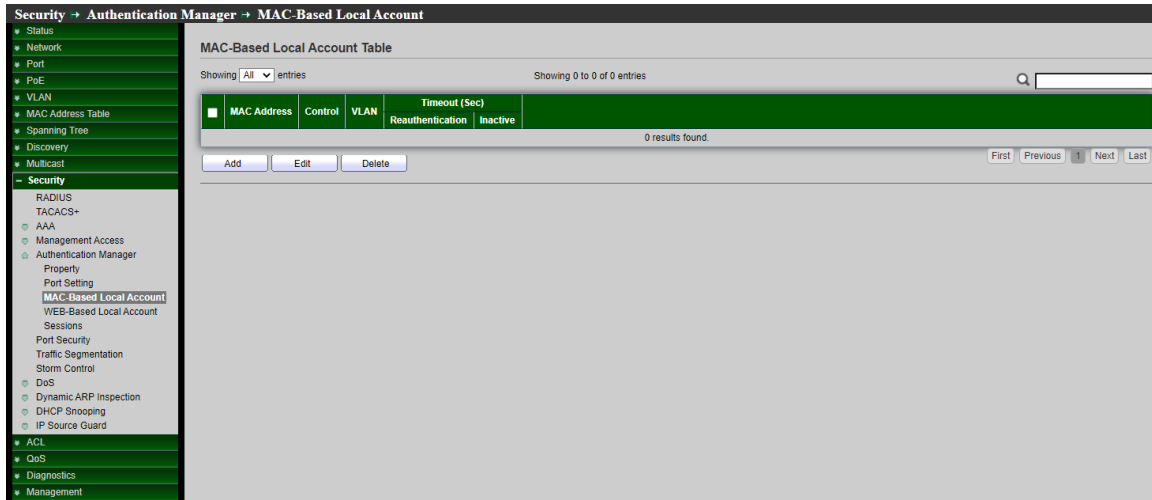 Security → Authentication Manager → MAC-Based Local Account
Status
Network
Port
PoE
VLAN
MAC Address Table
Spanning Tree
Discovery
Multicast
Security
RADIUS
TACACS+
AAA
Management Access
Authentication Manager
Property
Port Setting
MAC-Based Local Account
WEB-Based Local Account
Sessions
Port Security
Traffic Segmentation
Storm Control
DoS
Dynamic ARP Inspection
DHCP Snooping
IP Source Guard
ACL
QoS
Diagnostics
Management
MAC-Based Local Account Table
Showing All entries Showing 0 to 0 of 0 entries
MAC Address Control VLAN Timeout (Sec)
Reauthentication Inactive
0 results found.
Add Edit Delete First Previous 1 Next Last